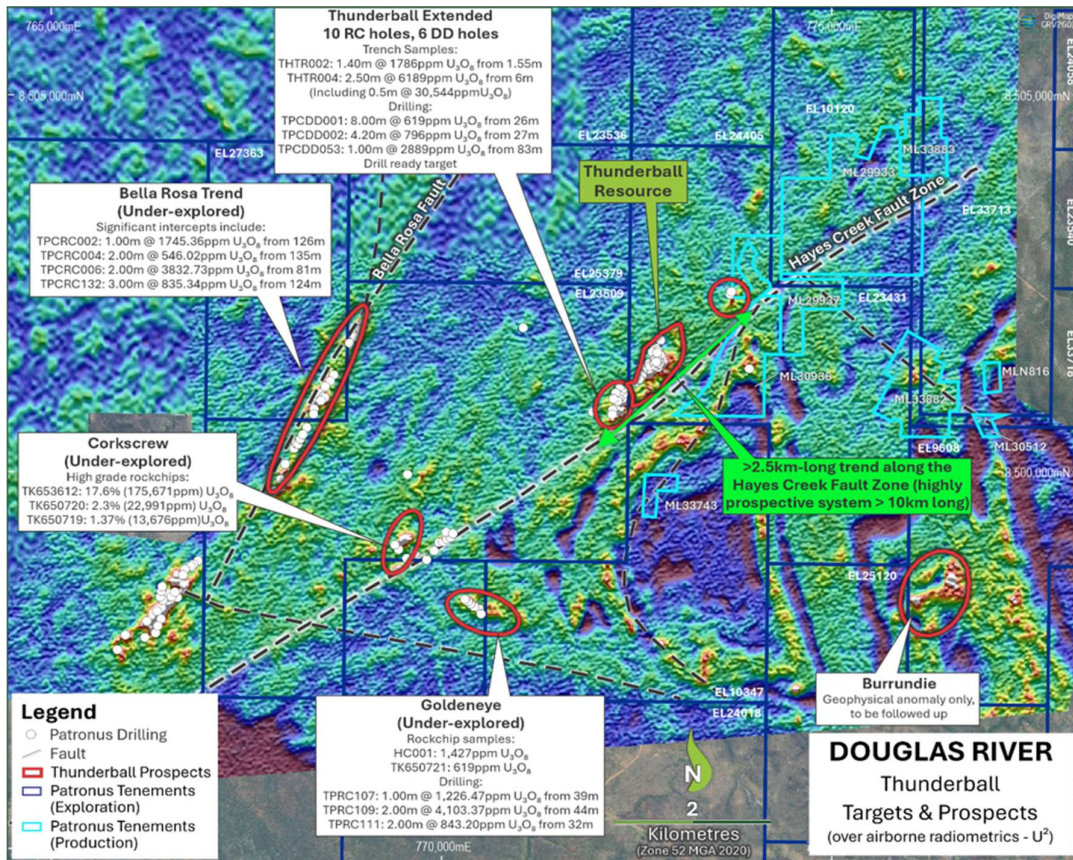 765,000mE
775,000mE
8,505,000mN
8,505,000mN
Thunderball Extended
10 RC holes, 6 DD holes
Trench Samples:
THTR002: 1.40m @ 1786ppm U₃O₈ from 1.55m
THTR004: 2.50m @ 6189ppm U₃O₈ from 6m
(Including 0.5m @ 30,544ppmU₃O₈)
Drilling:
TPCDD001: 8.00m @ 619ppm U₃O₈ from 26m
TPCDD002: 4.20m @ 796ppm U₃O₈ from 27m
TPCDD053: 1.00m @ 2889ppm U₃O₈ from 83m
Drill ready target
EL27363
EL23536
EL24405
EL10120
ML33883
ML29933
EL33713
Thunderball
Resource
Bella Rosa Trend
(Under-explored)
Significant intercepts include:
TPCRC002: 1.00m @ 1745.36ppm U₃O₈ from 126m
TPCRC004: 2.00m @ 546.02ppm U₃O₈ from 135m
TPCRC006: 2.00m @ 3832.73ppm U₃O₈ from 81m
TPCRC132: 3.00m @ 835.34ppm U₃O₈ from 124m
Bella Rosa Fault
Hayes Creek Fault Zone
EL25379
EL23509
ML29937
EL23431
EL33718
ML30936
ML33882
MLN816
EL9608
ML30512
8,500,000mN
Corkscrew
(Under-explored)
High grade rockchips:
TK653612: 17.6% (175,671ppm) U₃O₈
TK650720: 2.3% (22,991ppm) U₃O₈
TK650719: 1.37% (13,676ppm)U₃O₈
>2.5km-long trend along the
Hayes Creek Fault Zone (highly
prospective system > 10km long)
ML33743
EL25120
EL10347
EL24018
Burrundie
Geophysical anomaly only,
to be followed up
Goldeneye
(Under-explored)
Rockchip samples:
HC001: 1,427ppm U₃O₈
TK650721: 619ppm U₃O₈
Drilling:
TPRC107: 1.00m @ 1,226.47ppm U₃O₈ from 39m
TPRC109: 2.00m @ 4,103.37ppm U₃O₈ from 44m
TPRC111: 2.00m @ 843.20ppm U₃O₈ from 32m
770,000mE
Legend
Patronus Drilling
Fault
Thunderball Prospects
Patronus Tenements
(Exploration)
Patronus Tenements
(Production)
N
2
Kilometres
(Zone 52 MGA 2020)
DOUGLAS RIVER
Thunderball
Targets & Prospects
(over airborne radiometrics - U²)